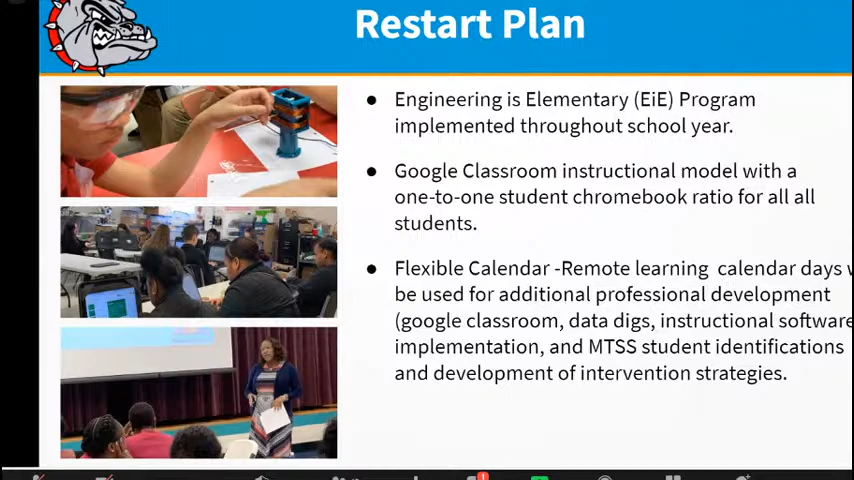 Restart Plan
● Engineering is Elementary (EiE) Program
implemented throughout school year.
● Google Classroom instructional model with a
one-to-one student chromebook ratio for all all
students.
● Flexible Calendar -Remote learning calendar days
be used for additional professional development
(google classroom, data digs, instructional software
implementation, and MTSS student identifications
and development of intervention strategies.
1